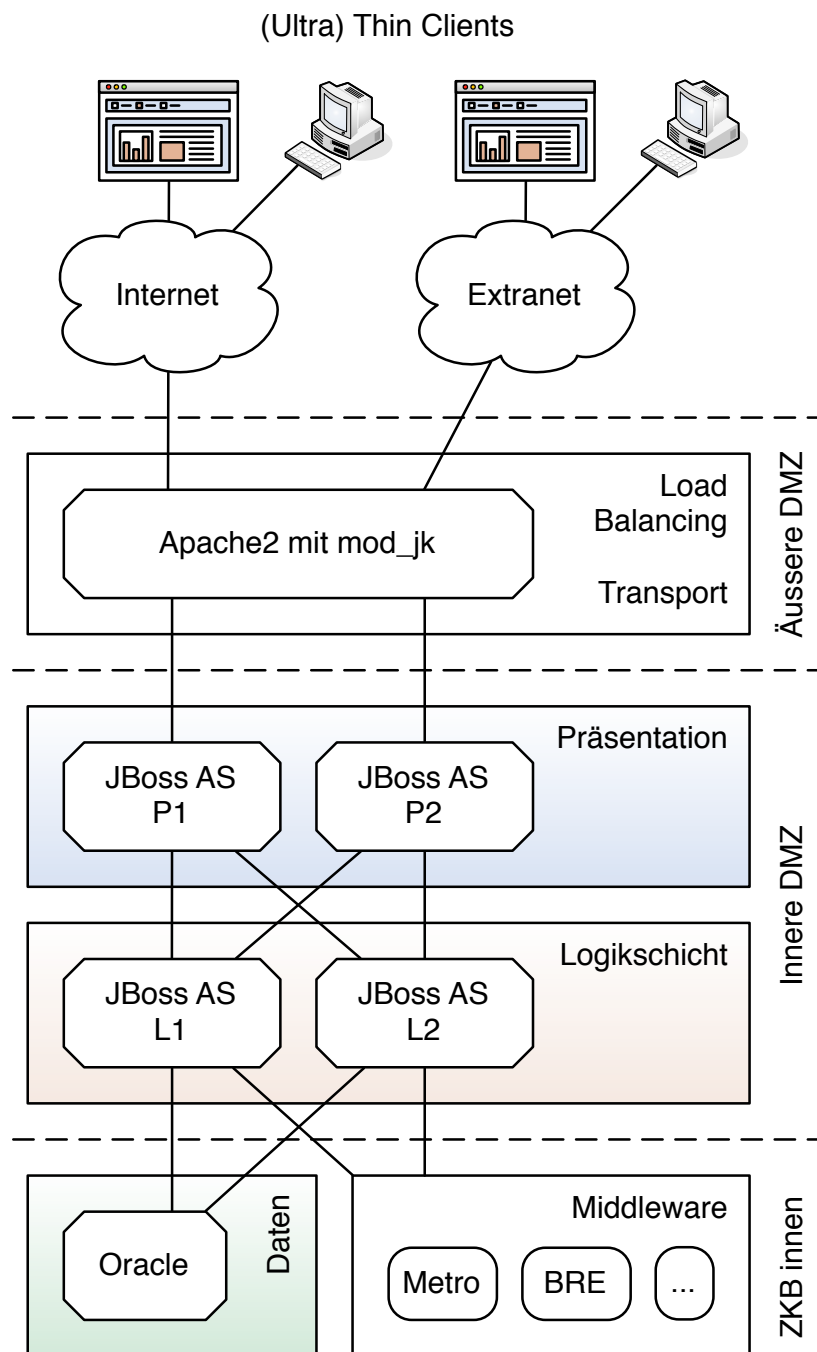 (Ultra) Thin Clients
Internet
Extranet
Load
Balancing
Apache2 mit mod_jk
Transport
Äussere DMZ
Präsentation
JBoss AS
P1
JBoss AS
P2
Innere DMZ
Logikschicht
JBoss AS
L1
JBoss AS
L2
Daten
Oracle
Middleware
Metro
BRE
...
ZKB innen